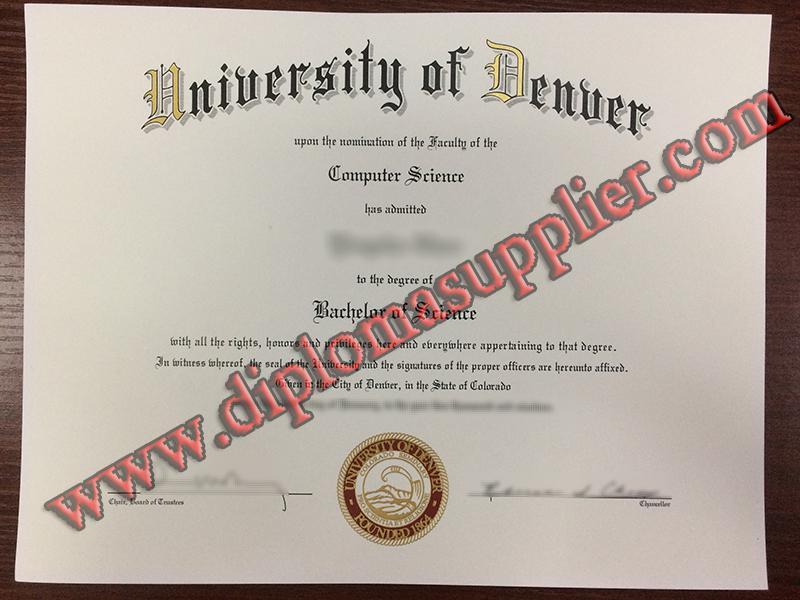 University of Denver
upon the nomination of the Faculty of the
Computer Science
has admitted
to the degree of
Bachelor of Science
with all the rights, honors and privileges here and everywhere appertaining to that degree.
In witness whereof, the seal of the University and the signatures of the proper officers are hereunto affixed.
Given in the City of Denver, in the State of Colorado
UNIVERSITY OF DENVER
COLORADO SEMINARY
FOUNDED 1864
Chair, Board of Trustees
Chancellor
www.diplomasupplier.com